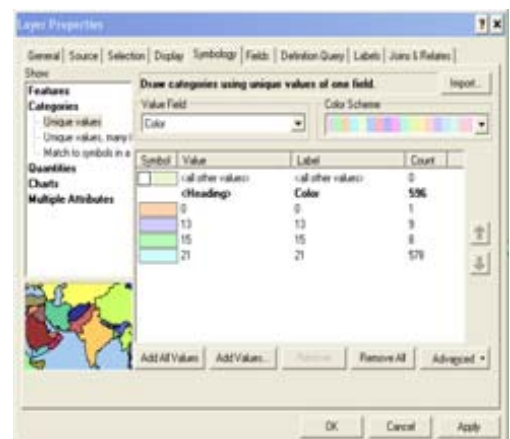 Layer Properties
General Source Selection Display Symbology Fields Definition Query Labels Joins & Relates
Show:
Features
Categories
Unique values
Unique values, many
Match to symbols in a
Quantities
Charts
Multiple Attributes
Draw categories using unique values of one field.
Import...
Value Field
Color
Color Scheme
Symbol Value Label Count
<all other values> <all other values> 0
<Heading> Color 596
0 0 1
13 13 9
15 15 8
21 21 578
Add All Values Add Values... Remove Remove All Advanced
OK Cancel Apply